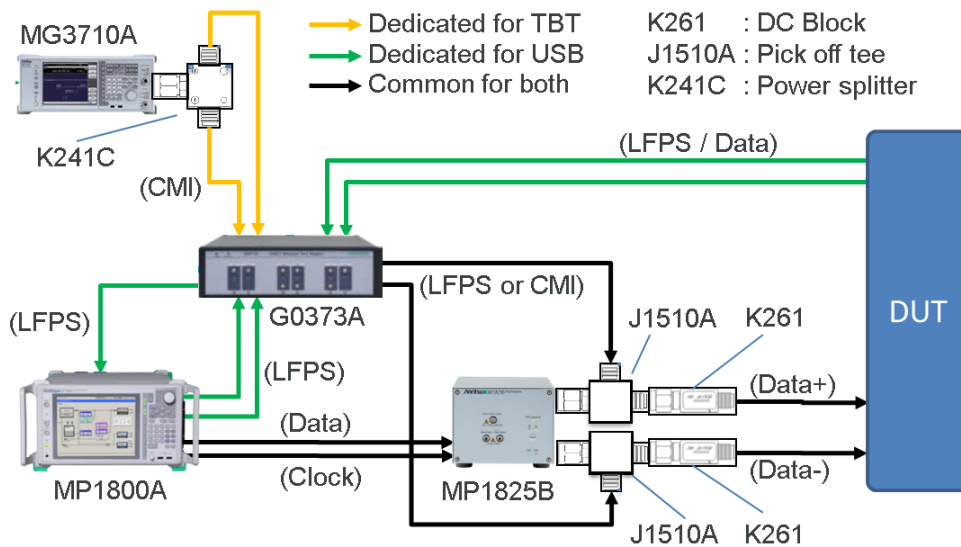 MG3710A
Dedicated for TBT
Dedicated for USB
Common for both
K261 : DC Block
J1510A : Pick off tee
K241C : Power splitter
K241C
(CMI)
(LFPS / Data)
G0373A
(LFPS or CMI)
(LFPS)
(LFPS)
J1510A
K261
DUT
(Data+)
(Data)
(Clock)
(Data-)
MP1800A
Anritsu
MP1825B
J1510A
K261